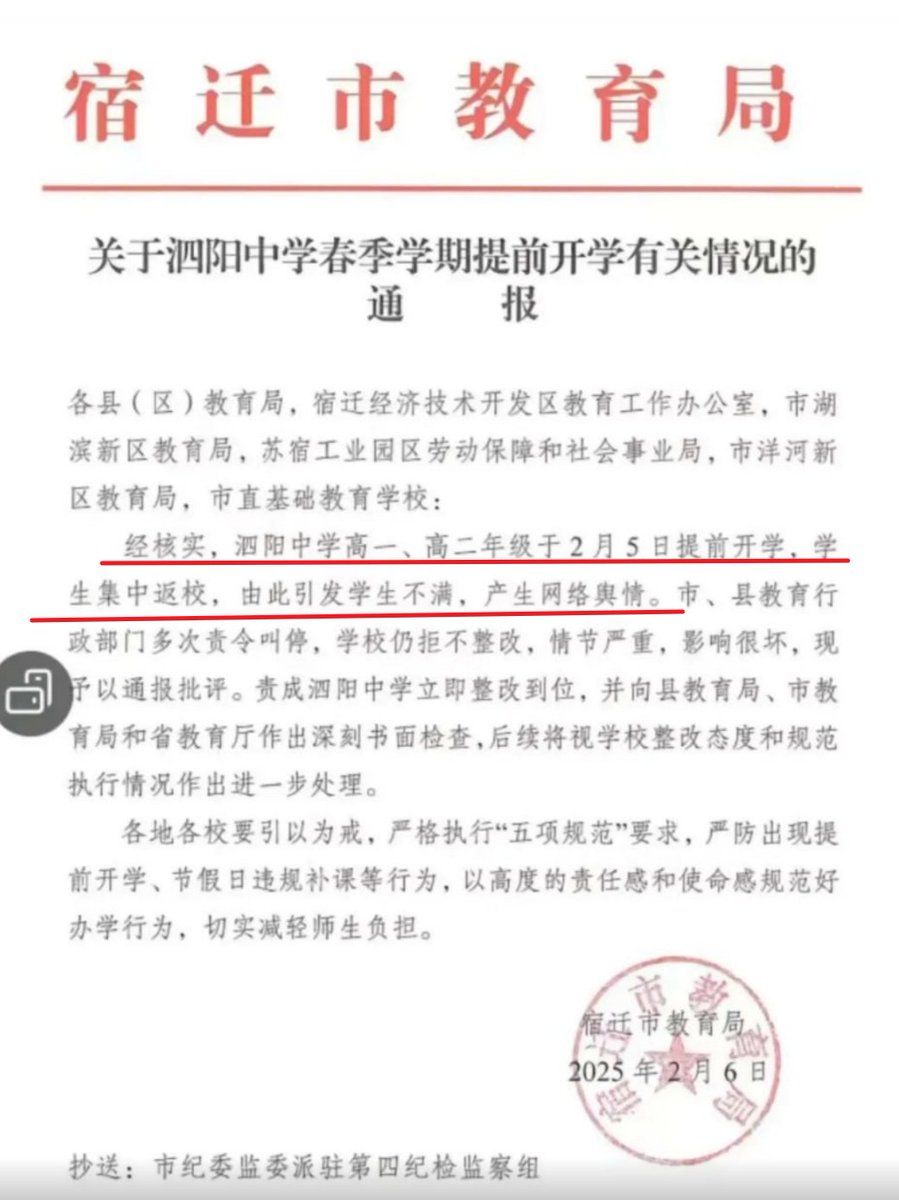 宿迁市教育局
关于泗阳中学春季学期提前开学有关情况的
通 报
各县（区）教育局，宿迁经济技术开发区教育工作办公室，市湖
滨新区教育局，苏宿工业园区劳动保障和社会事业局，市洋河新
区教育局，市直基础教育学校：
经核实，泗阳中学高一、高二年级于2月5日提前开学，学
生集中返校，由此引发学生不满，产生网络舆情。市、县教育行
政部门多次责令叫停，学校仍拒不整改，情节严重，影响很坏，现
予以通报批评。责成泗阳中学立即整改到位，并向县教育局、市教
育局和省教育厅作出深刻书面检查，后续将视学校整改态度和规范
执行情况作出进一步处理。
各地各校要引以为戒，严格执行“五项规范”要求，严防出现提
前开学、节假日违规补课等行为，以高度的责任感和使命感规范好
办学行为，切实减轻师生负担。
宿迁市教育局
宿迁市教育局
2025年2月6日
抄送：市纪委监委派驻第四纪检监察组